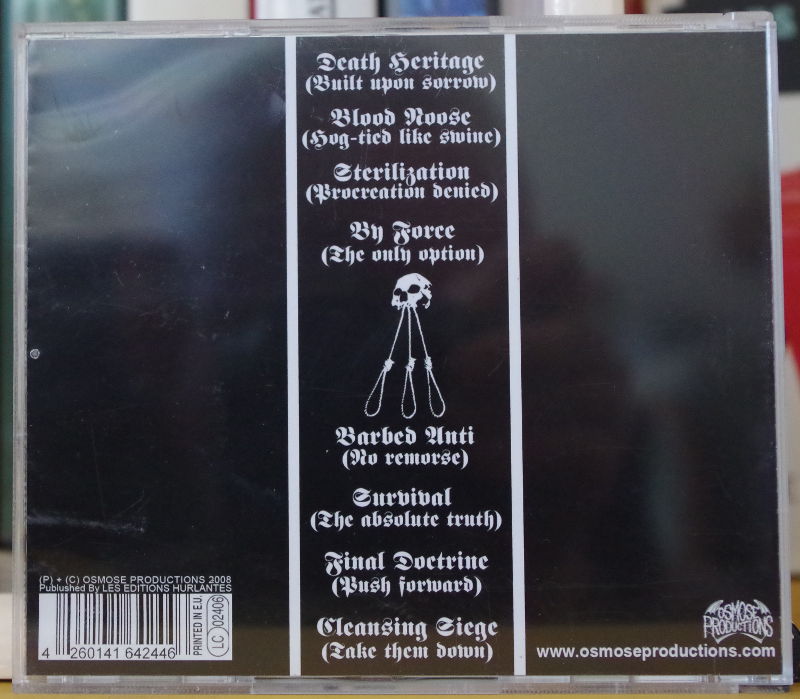 Death Heritage
(Built upon sorrow)
Blood Noose
(Hog-tied like swine)
Sterilization
(Procreation denied)
By Force
(The only option)
Barbed Anti
(No remorse)
Survival
(The absolute truth)
Final Doctrine
(Push forward)
Cleansing Siege
(Take them down)
(P) + (C) OSMOSE PRODUCTIONS 2008
Publushed By LES EDITIONS HURLANTES
4 260141 642446
PRINTED IN E.U.
LC 02406
OSMOSE
PRODUCTIONS
www.osmoseproductions.com